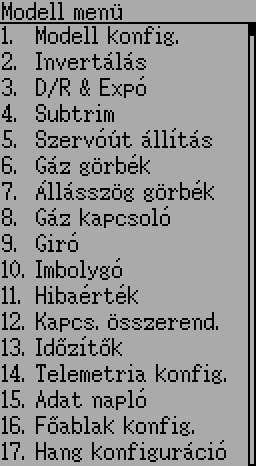 Modell menü
1. Modell konfig.
2. Invertálás
3. D/R & Expó
4. Subtrim
5. Szervóút állítás
6. Gáz görbék
7. Állásszög görbék
8. Gáz kapcsoló
9. Giró
10. Imbolygó
11. Hibaérték
12. Kapcs. összerend.
13. Időzítők
14. Telemetria konfig.
15. Adat napló
16. Főablak konfig.
17. Hang konfiguráció